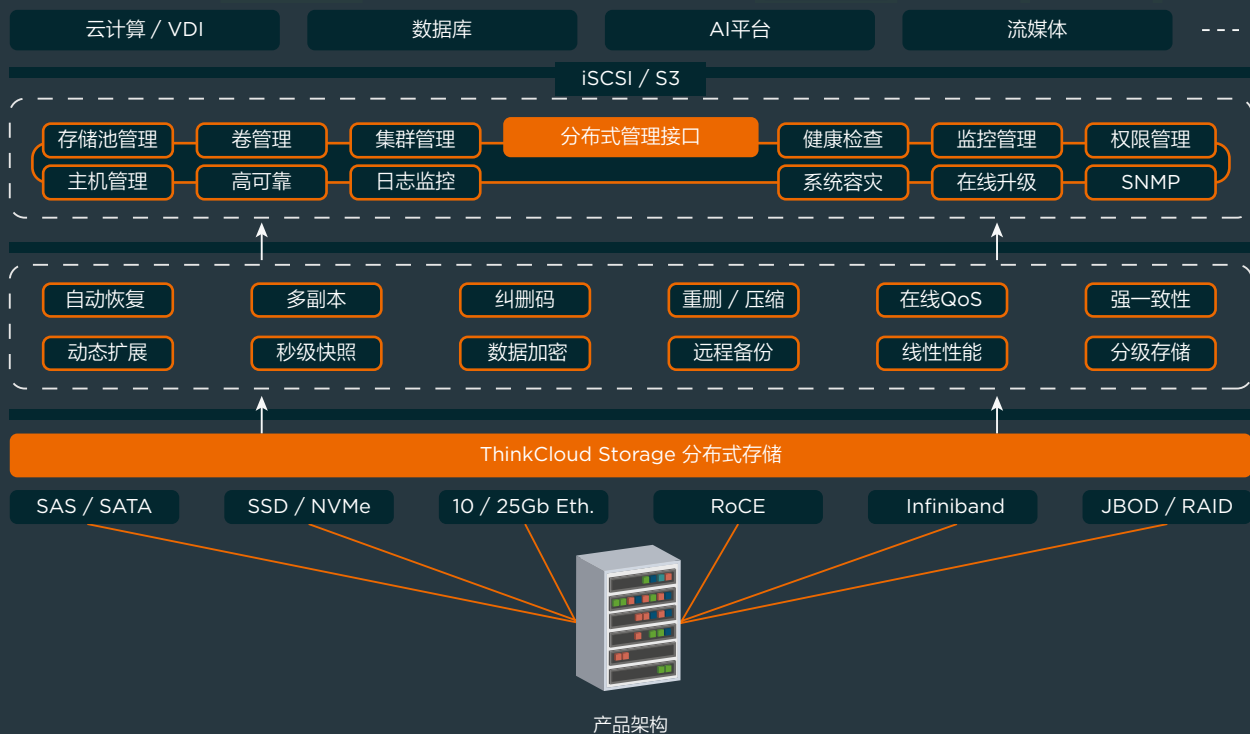 云计算 / VDI
数据库
AI平台
流媒体
iSCSI / S3
存储池管理
卷管理
集群管理
分布式管理接口
健康检查
监控管理
权限管理
主机管理
高可靠
日志监控
系统容灾
在线升级
SNMP
自动恢复
多副本
纠删码
重删 / 压缩
在线QoS
强一致性
动态扩展
秒级快照
数据加密
远程备份
线性性能
分级存储
ThinkCloud Storage 分布式存储
SAS / SATA
SSD / NVMe
10 / 25Gb Eth.
RoCE
Infiniband
JBOD / RAID
产品架构